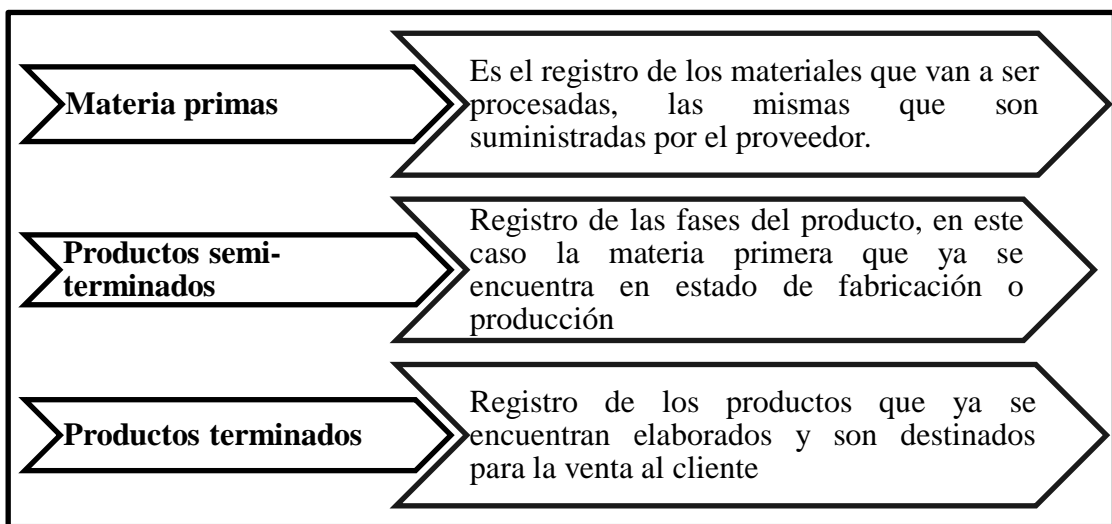 Materia primas
Es el registro de los materiales que van a ser
procesadas, las mismas que son
suministradas por el proveedor.
Productos semi-
terminados
Registro de las fases del producto, en este
caso la materia primera que ya se
encuentra en estado de fabricación o
producción
Productos terminados
Registro de los productos que ya se
encuentran elaborados y son destinados
para la venta al cliente